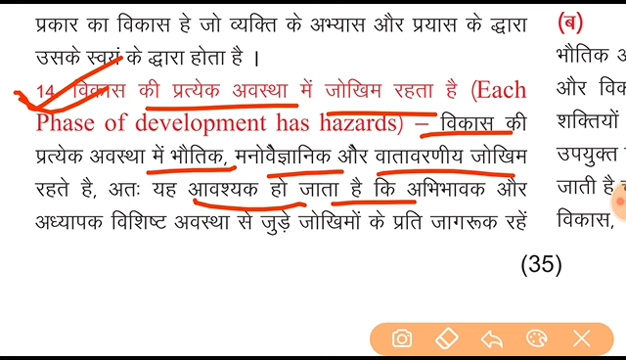 प्रकार का विकास हे जो व्यक्ति के अभ्यास और प्रयास के द्वारा
उसके स्वयं के द्वारा होता है ।
14. विकास की प्रत्येक अवस्था में जोखिम रहता है (Each
Phase of development has hazards) – विकास की
प्रत्येक अवस्था में भौतिक, मनोवैज्ञानिक और वातावरणीय जोखिम
रहते है, अतः यह आवश्यक हो जाता है कि अभिभावक और
अध्यापक विशिष्ट अवस्था से जुड़े जोखिमों के प्रति जागरूक रहें
(35)
(ब)
भौतिक
और
शक्तियों
उपयुक्त
जाती है
विकास,